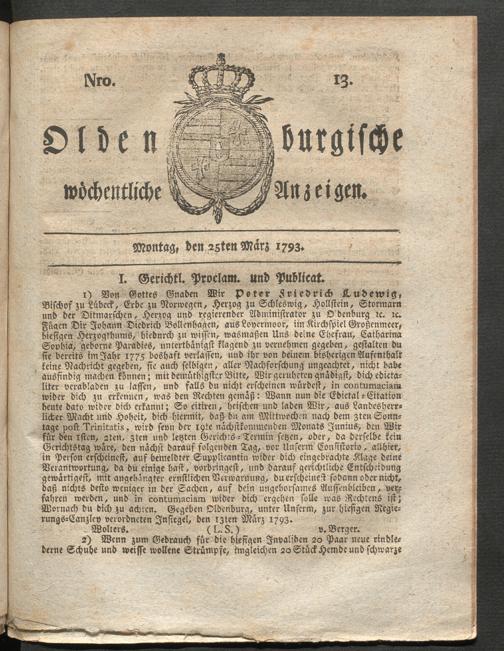 Nro. 13.
Oldenburgische
wöchentliche Anzeigen.
Montag, den 25ten März 1793.
I. Gerichtl. Proclam. und Publicat.
1) Von Gottes Gnaden Wir Peter Friedrich Ludewig,
Bischof zu Lübeck, Erbe zu Norwegen, Herzog zu Schleswig, Hollstein, Stormarn
und der Ditmarschen, Herzog und regierender Administrator zu Oldenburg ꝛc. ꝛc.
Fügen Dir Johann Diedrich Bollenhagen, aus Loyermoor, im Kirchspiel Großenmeer,
hiesigen Herzogthums, hiedurch zu wissen, wasmaßen Uns deine Ehefrau, Catharina
Sophia, geborne Paradies, unterthänigst klagend zu vernehmen gegeben, gestalten du
sie bereits im Jahr 1775 boshaft verlassen, und ihr von deinem bisherigen Aufenthalt
keine Nachricht gegeben, sie auch selbigen, aller Nachforschung ungeachtet, nicht habe
ausfindig machen können; mit demüthigster Bitte, Wir geruheten gnädigst, dich edicta-
liter verabladen zu lassen, und falls du nicht erscheinen würdest, in contumaciam
wider dich zu erkennen, was den Rechten gemäß: Wann nun die Edictal-Citation
heute dato wider dich erkannt; So citiren, heischen und laden Wir, aus Landesherr-
licher Macht und Hoheit, dich hiermit, daß du am Mittwoch nach dem 3ten Sonn-
tage post Trinitatis, wird seyn der 19te nächstkommenden Monats Junius, den Wir
für den 1sten, 2ten, 3ten und letzten Gerichts-Termin setzen, oder, da derselbe kein
Gerichtstag wäre, den nächst darauf folgenden Tag, vor Unserm Consistorio, allhier,
in Person erscheinest, auf bemeldter Supplicantin wider dich eingebrachte Klage deine
Verantwortung, da du einige hast, vorbringest, und darauf gerichtliche Entscheidung
gewärtigest, mit angehängter ernstlichen Verwarnung, du erscheinest sodann oder nicht,
daß nichts desto weniger in der Sachen, auf dein ungehorsames Aussenbleiben, ver-
fahren werden, und in contumaciam wider dich ergehen solle was Rechtens ist;
Wornach du dich zu achten. Gegeben Oldenburg, unter Unserm, zur hiesigen Regie-
rungs-Canzley verordneten Insiegel, den 13ten März 1793.
Wolters. (L. S.) v. Berger.
2) Wenn zum Gebrauch für die hiesigen Invaliden 20 Paar neue rindle-
derne Schuhe und weisse wollene Strümpfe, imgleichen 20 Stück Hemde und schwarze